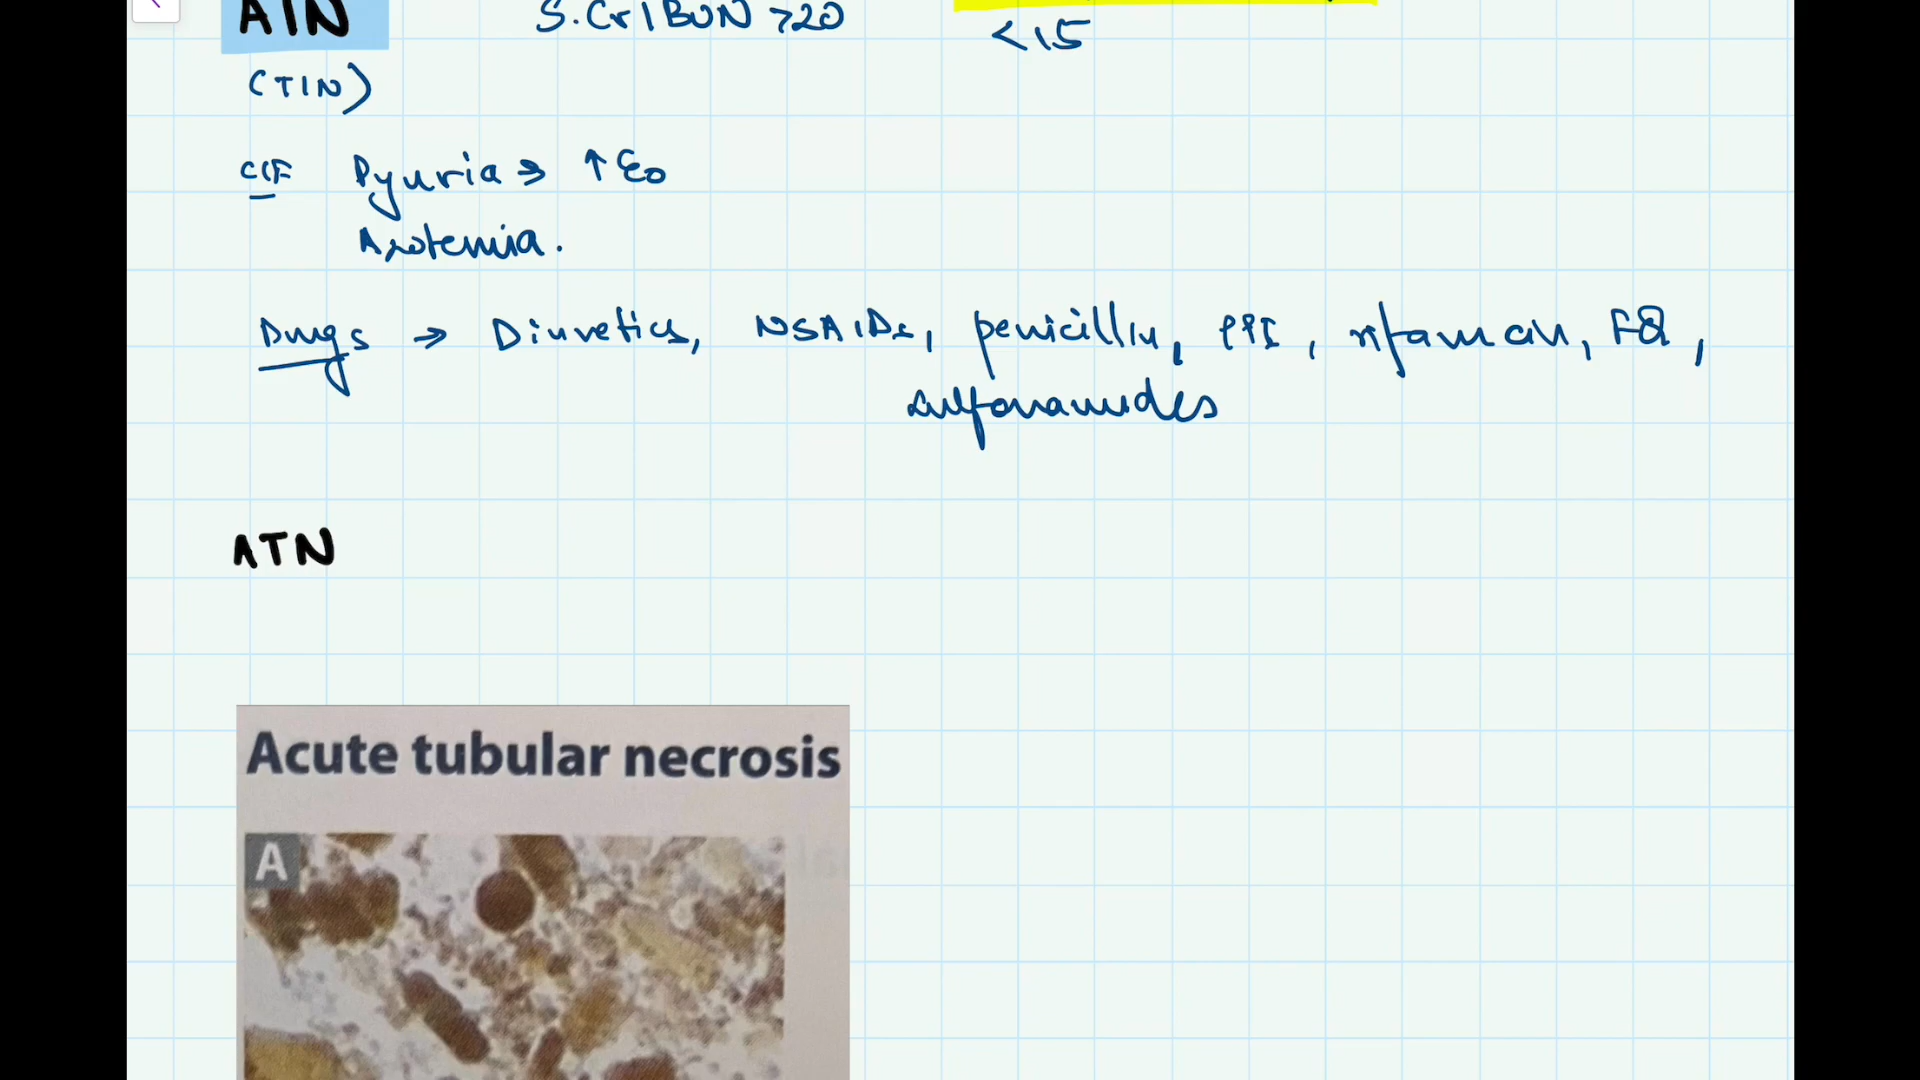 AIN S.Cr/BUN >20
<15
(TIN)
C/F Pyuria → ↑ Eo
Azotemia.
Drugs → Diuretics, NSAIDs, penicillin, PPI, rifamcin, FQ,
sulfonamides
ATN
Acute tubular necrosis
A